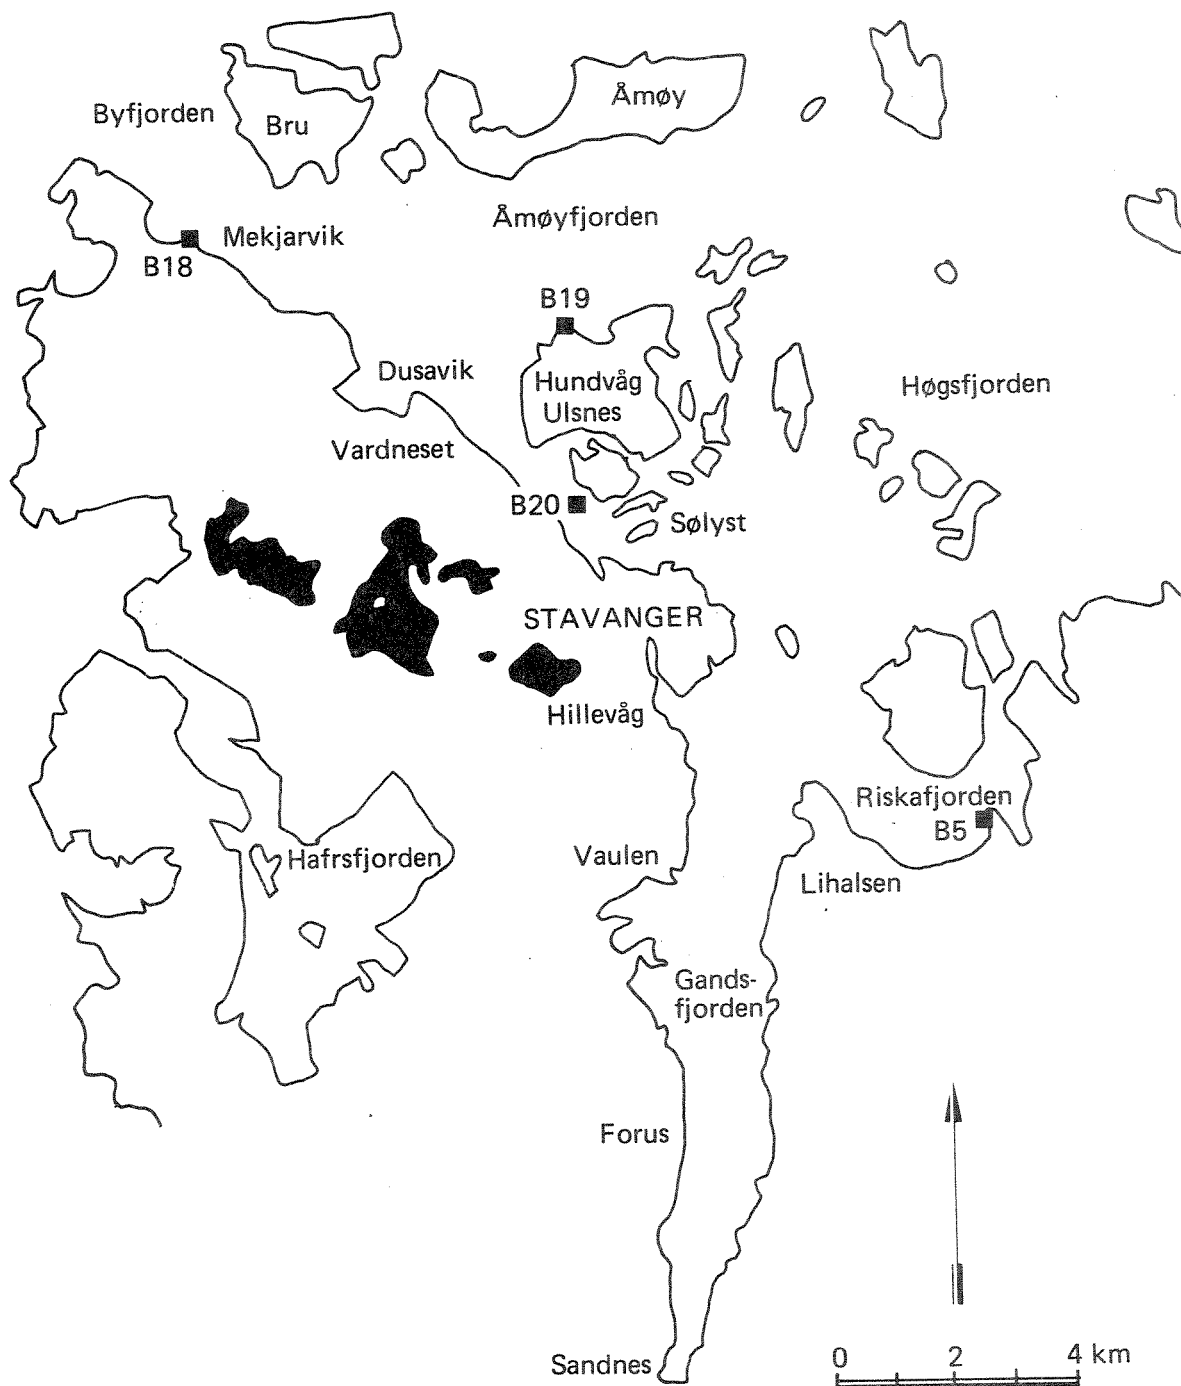 Åmøy
Byfjorden
Bru
Åmøyfjorden
Mekjarvik
B18
B19
Dusavik
Hundvåg
Ulsnes
Høgsfjorden
Vardneset
B20
Sølyst
STAVANGER
Hillevåg
Riskafjorden
B5
Vaulen
Hafrsfjorden
Lihalsen
Gands-
fjorden
Forus
Sandnes
0 2 4 km